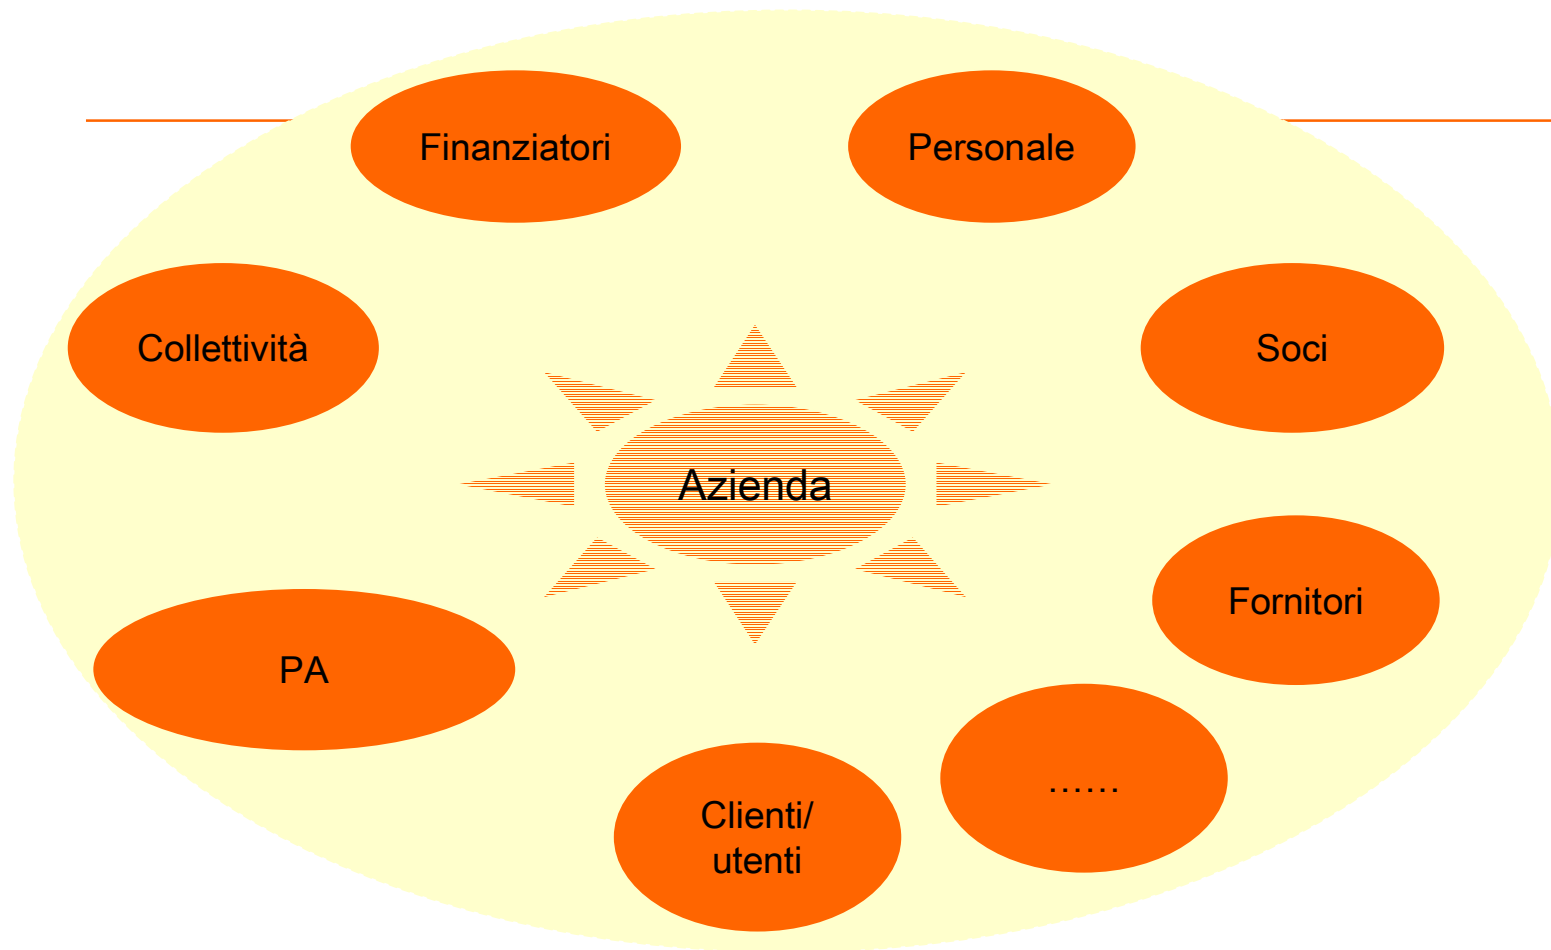 Finanziatori
Personale
Collettività
Soci
Azienda
Fornitori
PA
……
Clienti/
utenti